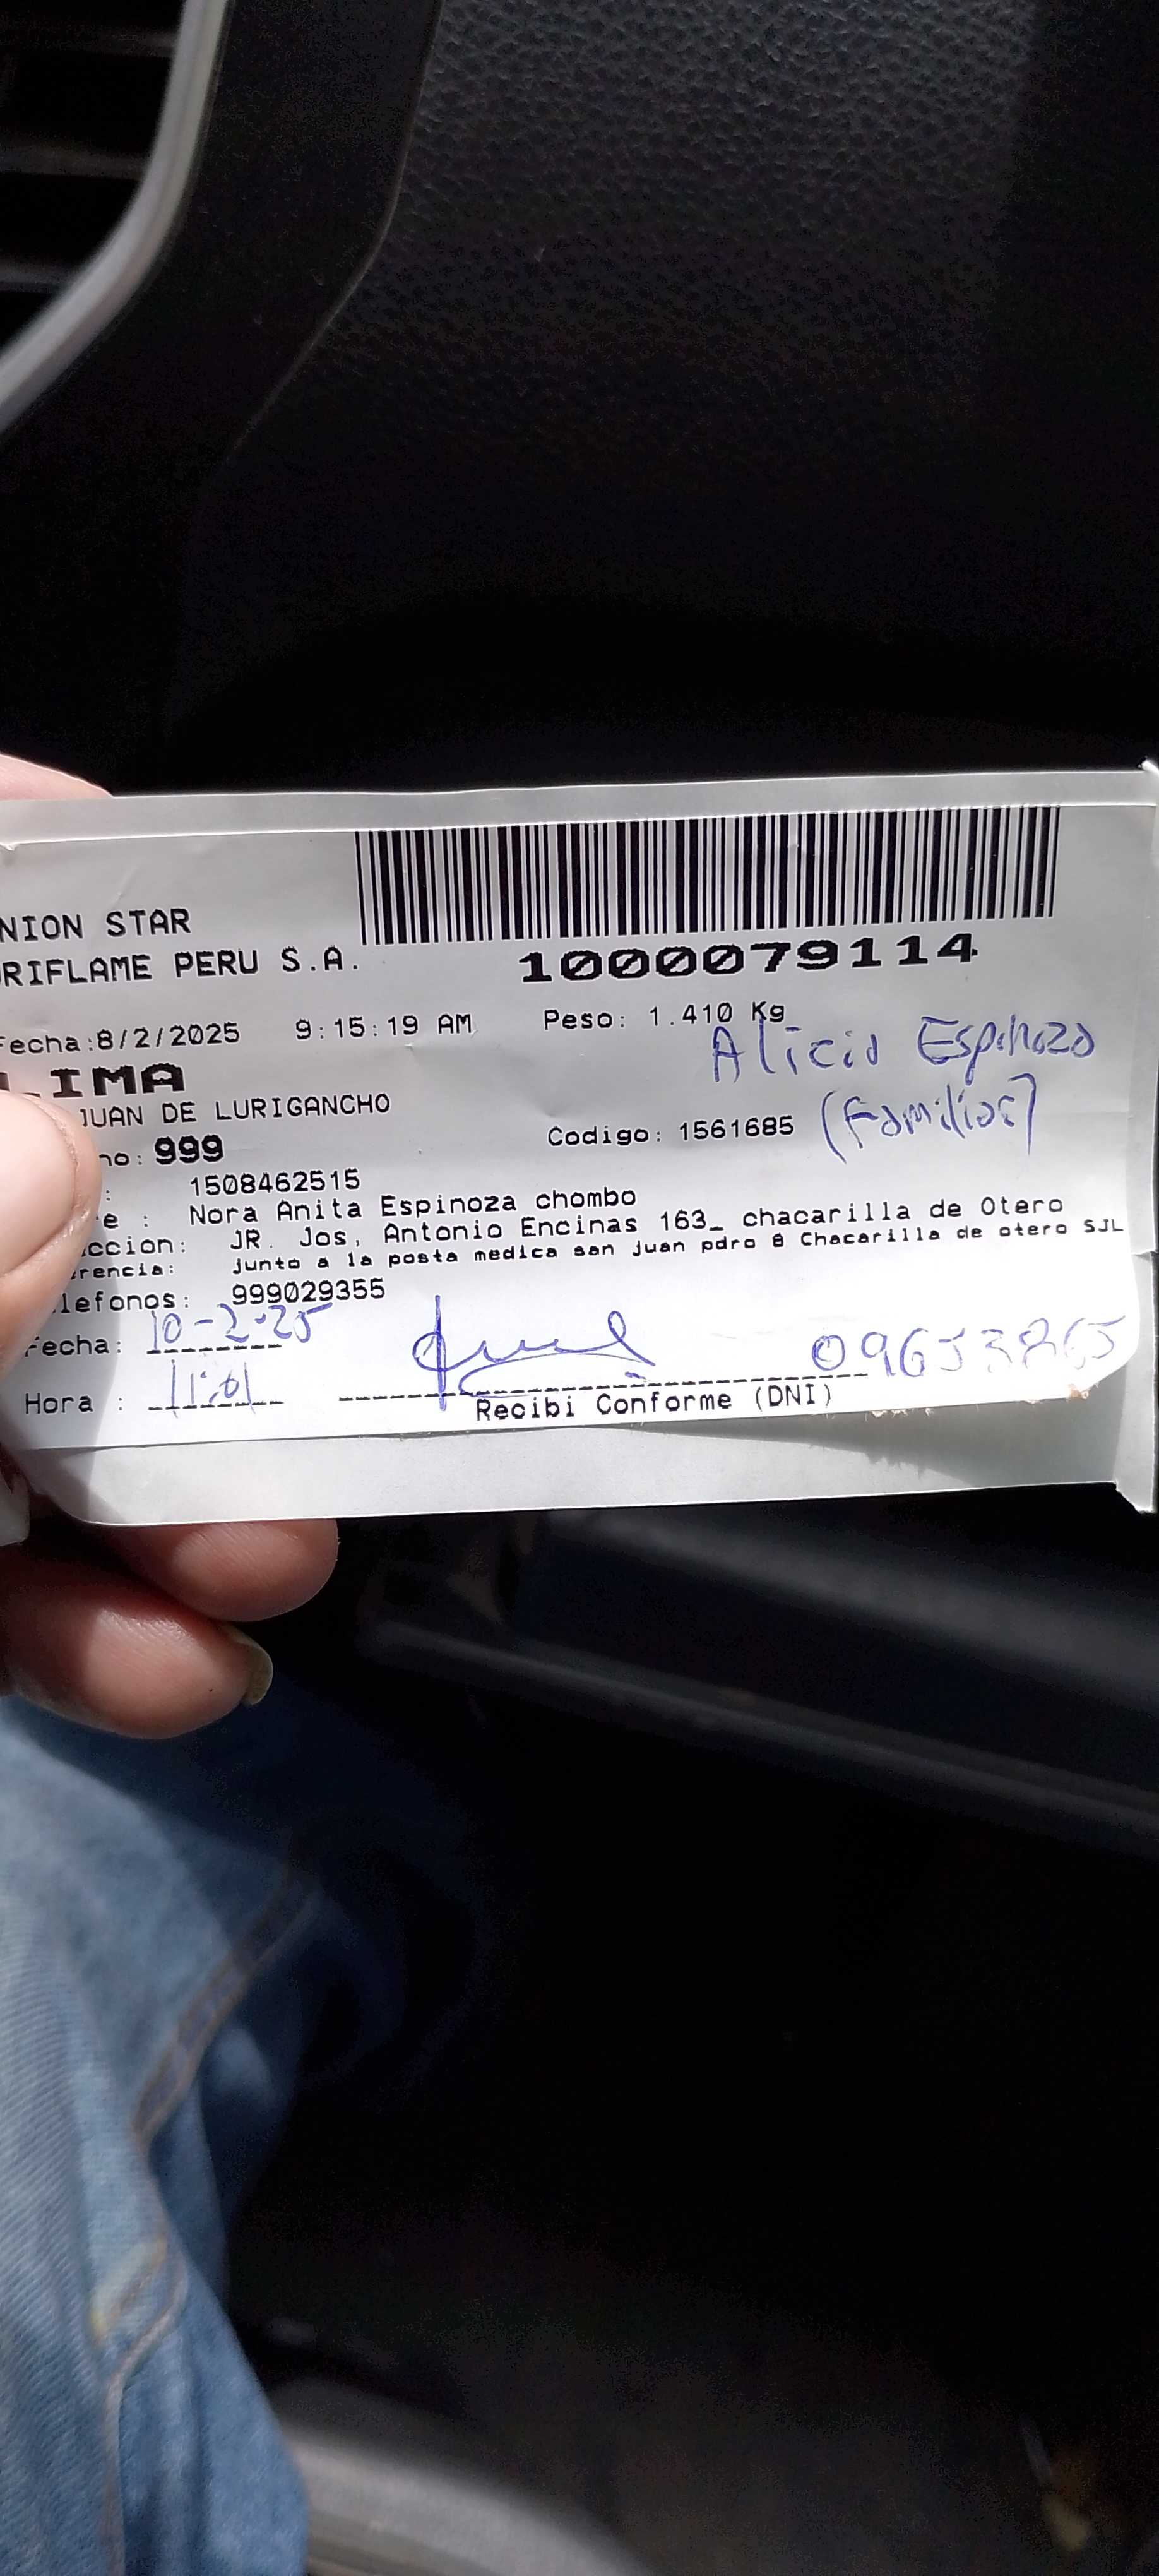 NION STAR
RIFLAME PERU S.A.
1000079114
Fecha:8/2/2025 9:15:19 AM Peso: 1.410 Kg
LIMA
Alicia Espinoza
JUAN DE LURIGANCHO
(Familiar)
no: 999 Codigo: 1561685
: 1508462515
e : Nora Anita Espinoza chombo
ccion: JR. Jos, Antonio Encinas 163_ chacarilla de Otero
rencia: junto a la posta medica san juan pdro 8 Chacarilla de otero SJL
lefonos: 999029355
Fecha: 10-2-25
Hora : 11:01
Recibi Conforme (DNI)